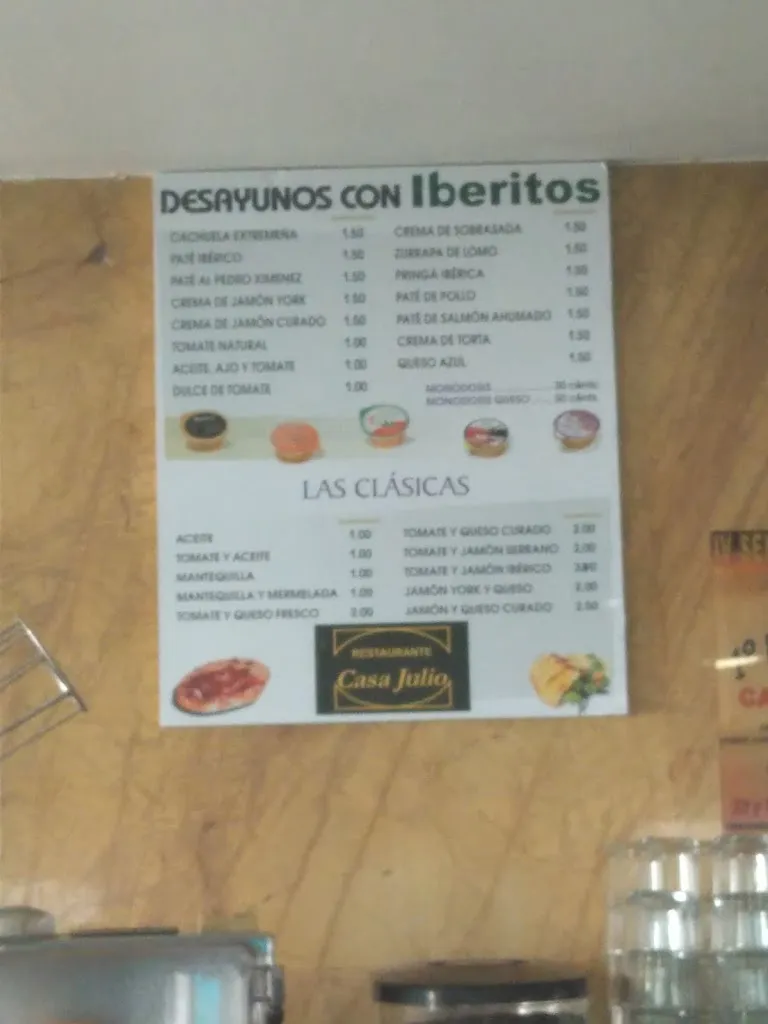 DESAYUNOS CON Iberitos
CACHUELA EXTREMEÑA 1.50
PATÉ IBÉRICO 1.50
PATÉ AL PEDRO XIMENEZ 1.50
CREMA DE JAMÓN YORK 1.50
CREMA DE JAMÓN CURADO 1.50
TOMATE NATURAL 1.00
ACEITE, AJO Y TOMATE 1.00
DULCE DE TOMATE 1.00
CREMA DE SOBRASADA 1.50
ZURRAPA DE LOMO 1.50
PRINGÁ IBÉRICA 1.50
PATÉ DE POLLO 1.50
PATÉ DE SALMÓN AHUMADO 1.50
CREMA DE TORTA 1.50
QUESO AZUL 1.50
MONODOSIS
MONODOSIS QUESO
LAS CLÁSICAS
ACEITE 1.00
TOMATE Y ACEITE 1.00
MANTEQUILLA 1.00
MANTEQUILLA Y MERMELADA 1.00
TOMATE Y QUESO FRESCO 2.00
TOMATE Y QUESO CURADO 2.00
TOMATE Y JAMÓN SERRANO 2.00
TOMATE Y JAMÓN IBÉRICO
JAMÓN YORK Y QUESO 2.00
JAMÓN Y QUESO CURADO 2.50
RESTAURANTE
Casa Julio